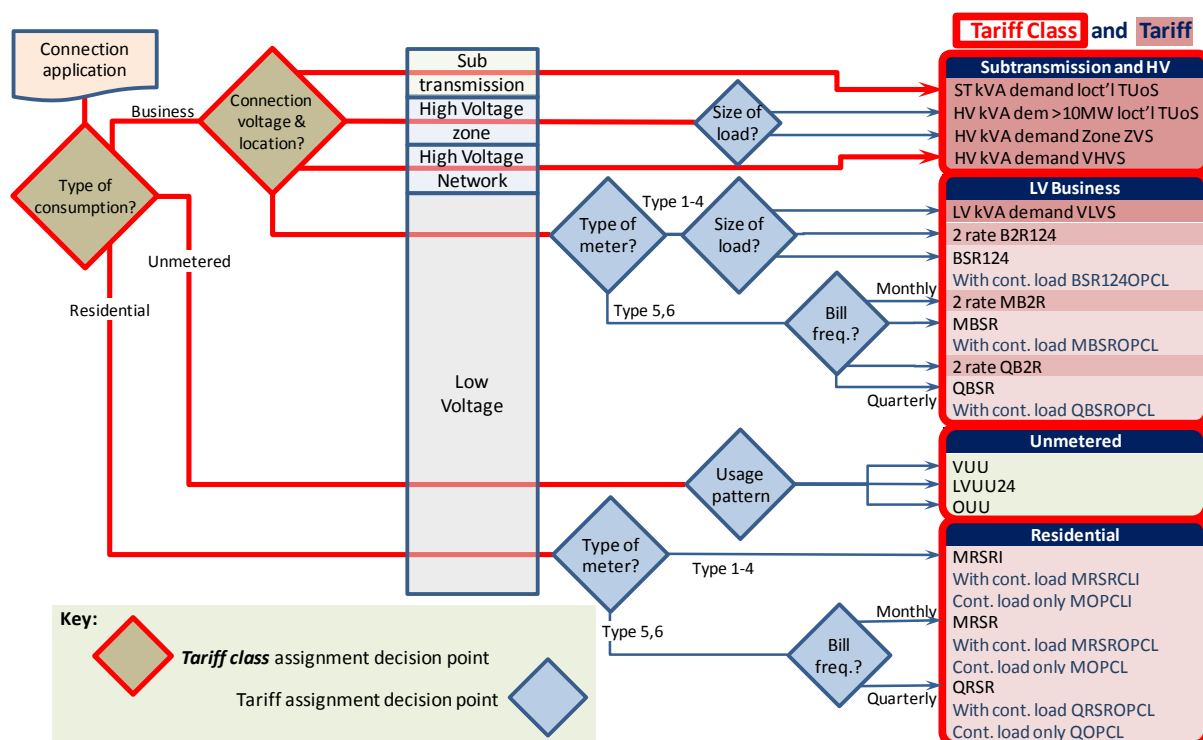 Tariff Class and Tariff
Connection
application
Business
Connection
voltage &
location?
Type of
consumption?
Unmetered
Residential
Sub
transmission
High Voltage
zone
High Voltage
Network
Low
Voltage
Size of
load?
Type of
meter?
Type 1-4
Size of
load?
Type 5,6
Monthly
Bill
freq.?
Quarterly
Usage
pattern
Type of
meter?
Type 1-4
Type 5,6
Monthly
Bill
freq.?
Quarterly
Subtransmission and HV
ST kVA demand loct'l TUoS
HV kVA dem >10MW loct'l TUoS
HV kVA demand Zone ZVS
HV kVA demand VHVS
LV Business
LV kVA demand VLVS
2 rate B2R124
BSR124
With cont. load BSR124OPCL
2 rate MB2R
MBSR
With cont. load MBSROPCL
2 rate QB2R
QBSR
With cont. load QBSROPCL
Unmetered
VUU
LVUU24
OUU
Residential
MRSRI
With cont. load MRSRCLI
Cont. load only MOPCLI
MRSR
With cont. load MRSROPCL
Cont. load only MOPCL
QRSR
With cont. load QRSROPCL
Cont. load only QOPCL
Key:
Tariff class assignment decision point
Tariff assignment decision point